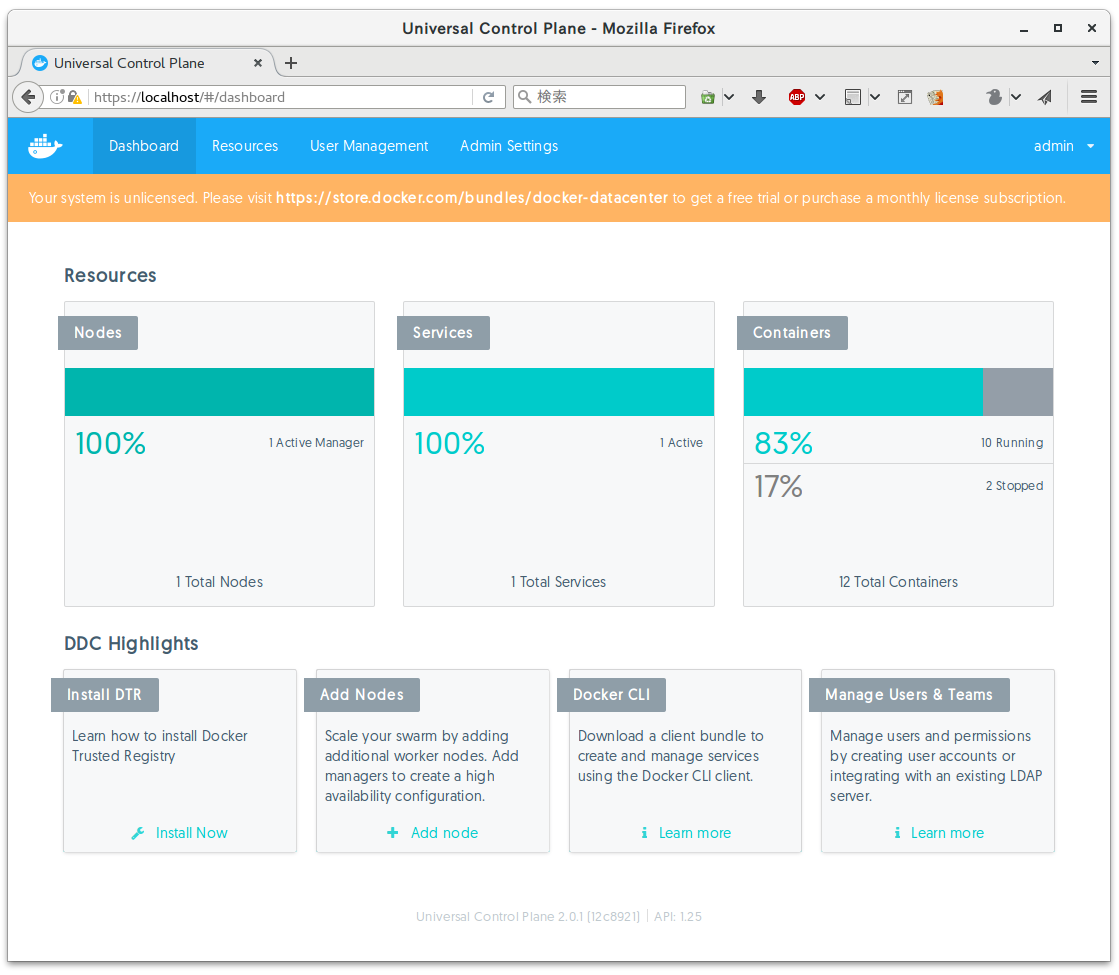 Universal Control Plane - Mozilla Firefox
Universal Control Plane
https://localhost/#/dashboard
検索
ABP
Dashboard
Resources
User Management
Admin Settings
admin
Your system is unlicensed. Please visit https://store.docker.com/bundles/docker-datacenter to get a free trial or purchase a monthly license subscription.
Resources
Nodes
100%
1 Active Manager
1 Total Nodes
Services
100%
1 Active
1 Total Services
Containers
83%
10 Running
17%
2 Stopped
12 Total Containers
DDC Highlights
Install DTR
Learn how to install Docker
Trusted Registry
Install Now
Add Nodes
Scale your swarm by adding
additional worker nodes. Add
managers to create a high
availability configuration.
Add node
Docker CLI
Download a client bundle to
create and manage services
using the Docker CLI client.
Learn more
Manage Users & Teams
Manage users and permissions
by creating user accounts or
integrating with an existing LDAP
server.
Learn more
Universal Control Plane 2.0.1 (12c8921) | API: 1.25